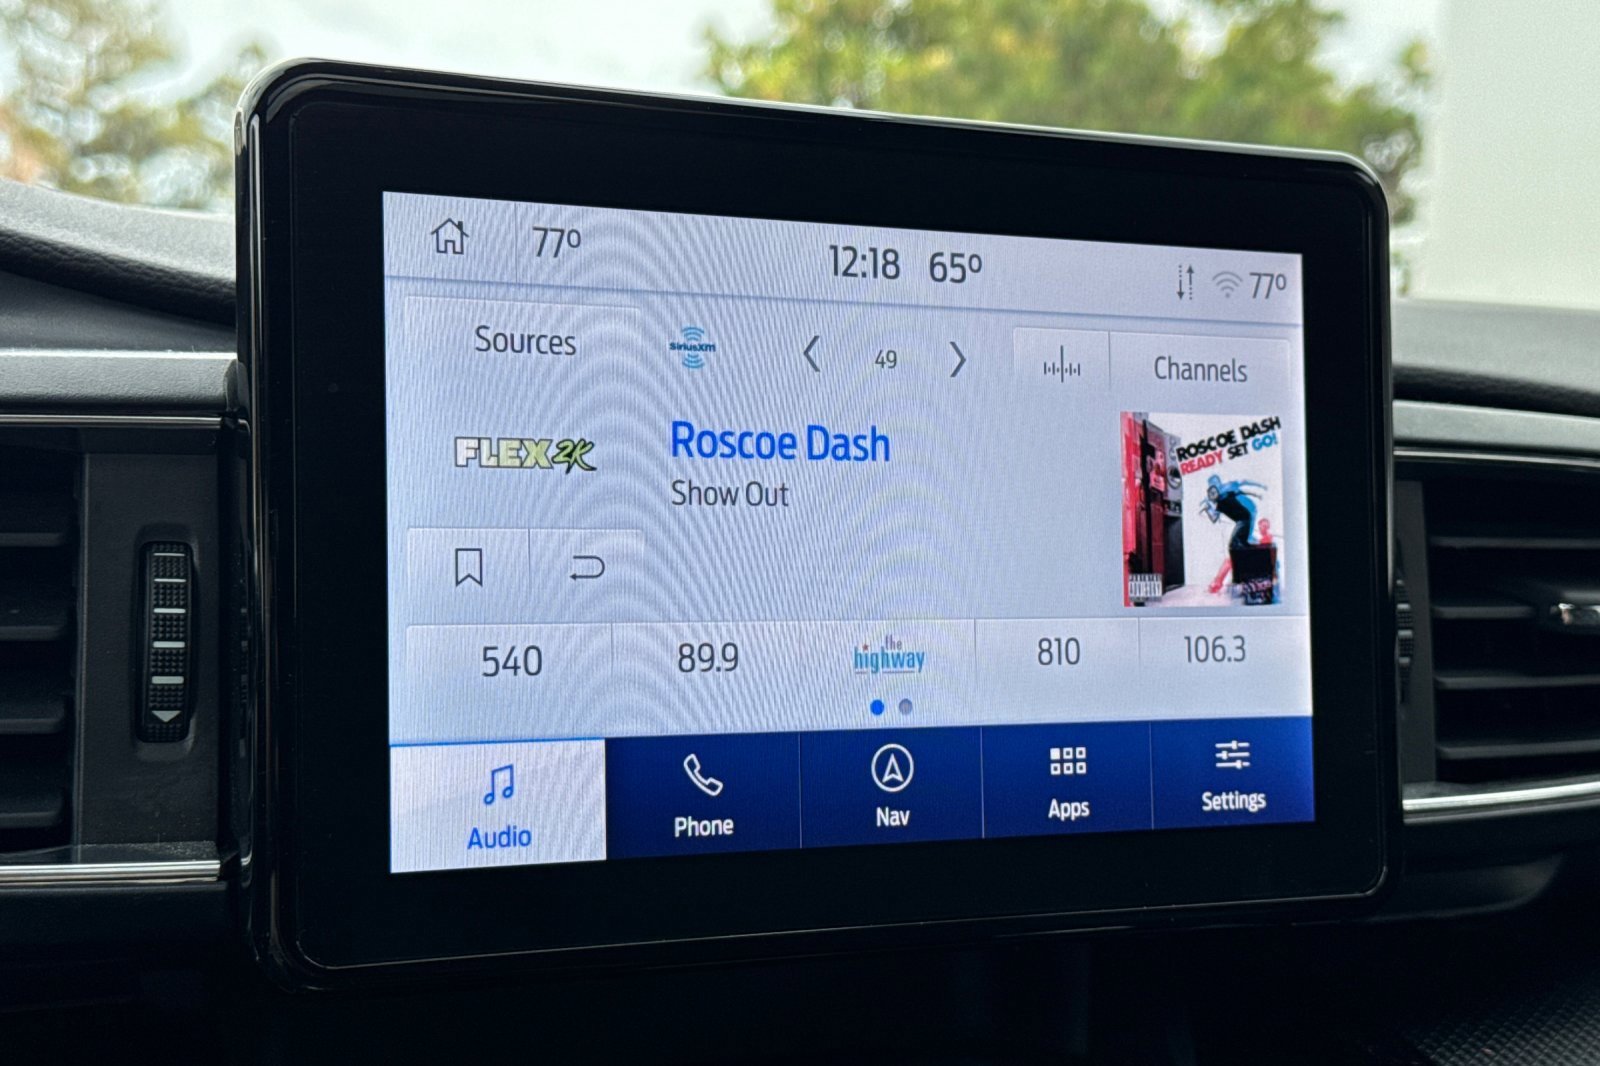 77°
12:18 65°
77°
Sources
SiriusXM
49
Channels
FLEX2K
Roscoe Dash
Show Out
ROSCOE DASH
READY SET GO!
ADVISORY
540
89.9
the
highway
810
106.3
Audio
Phone
Nav
Apps
Settings